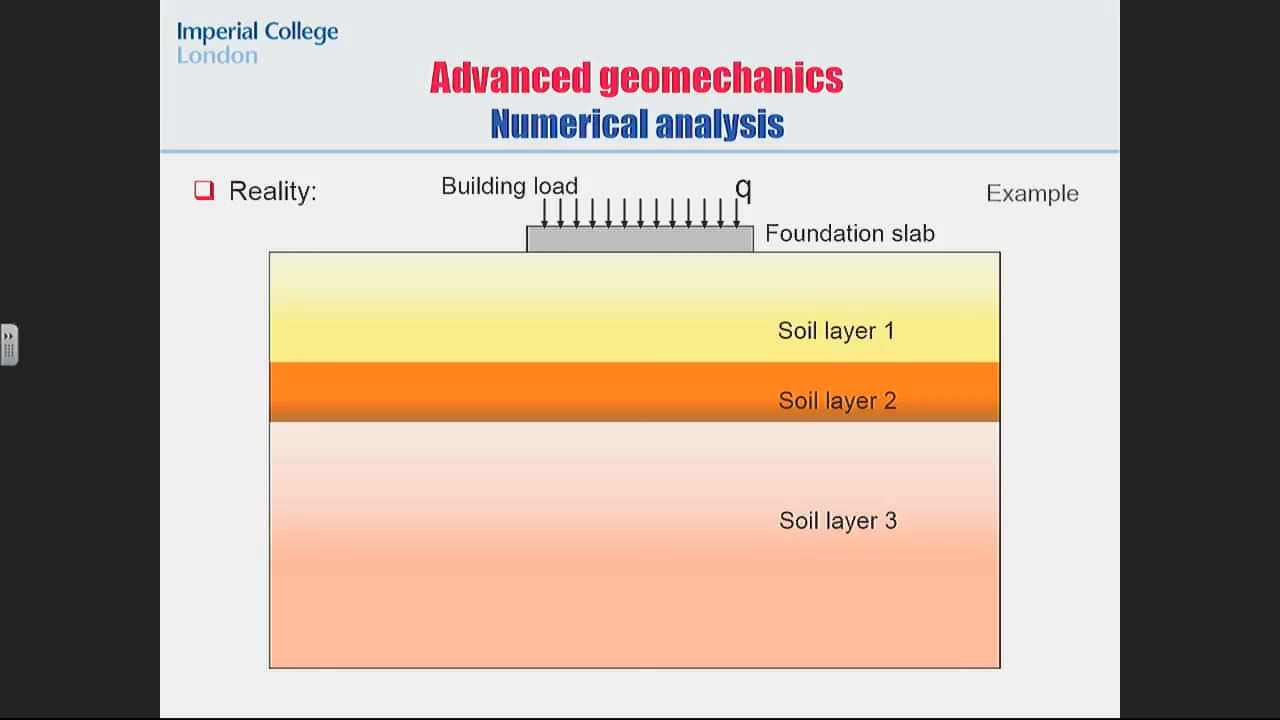 Imperial College
London
Advanced geomechanics
Numerical analysis
Reality:
Building load
q
Example
Foundation slab
Soil layer 1
Soil layer 2
Soil layer 3